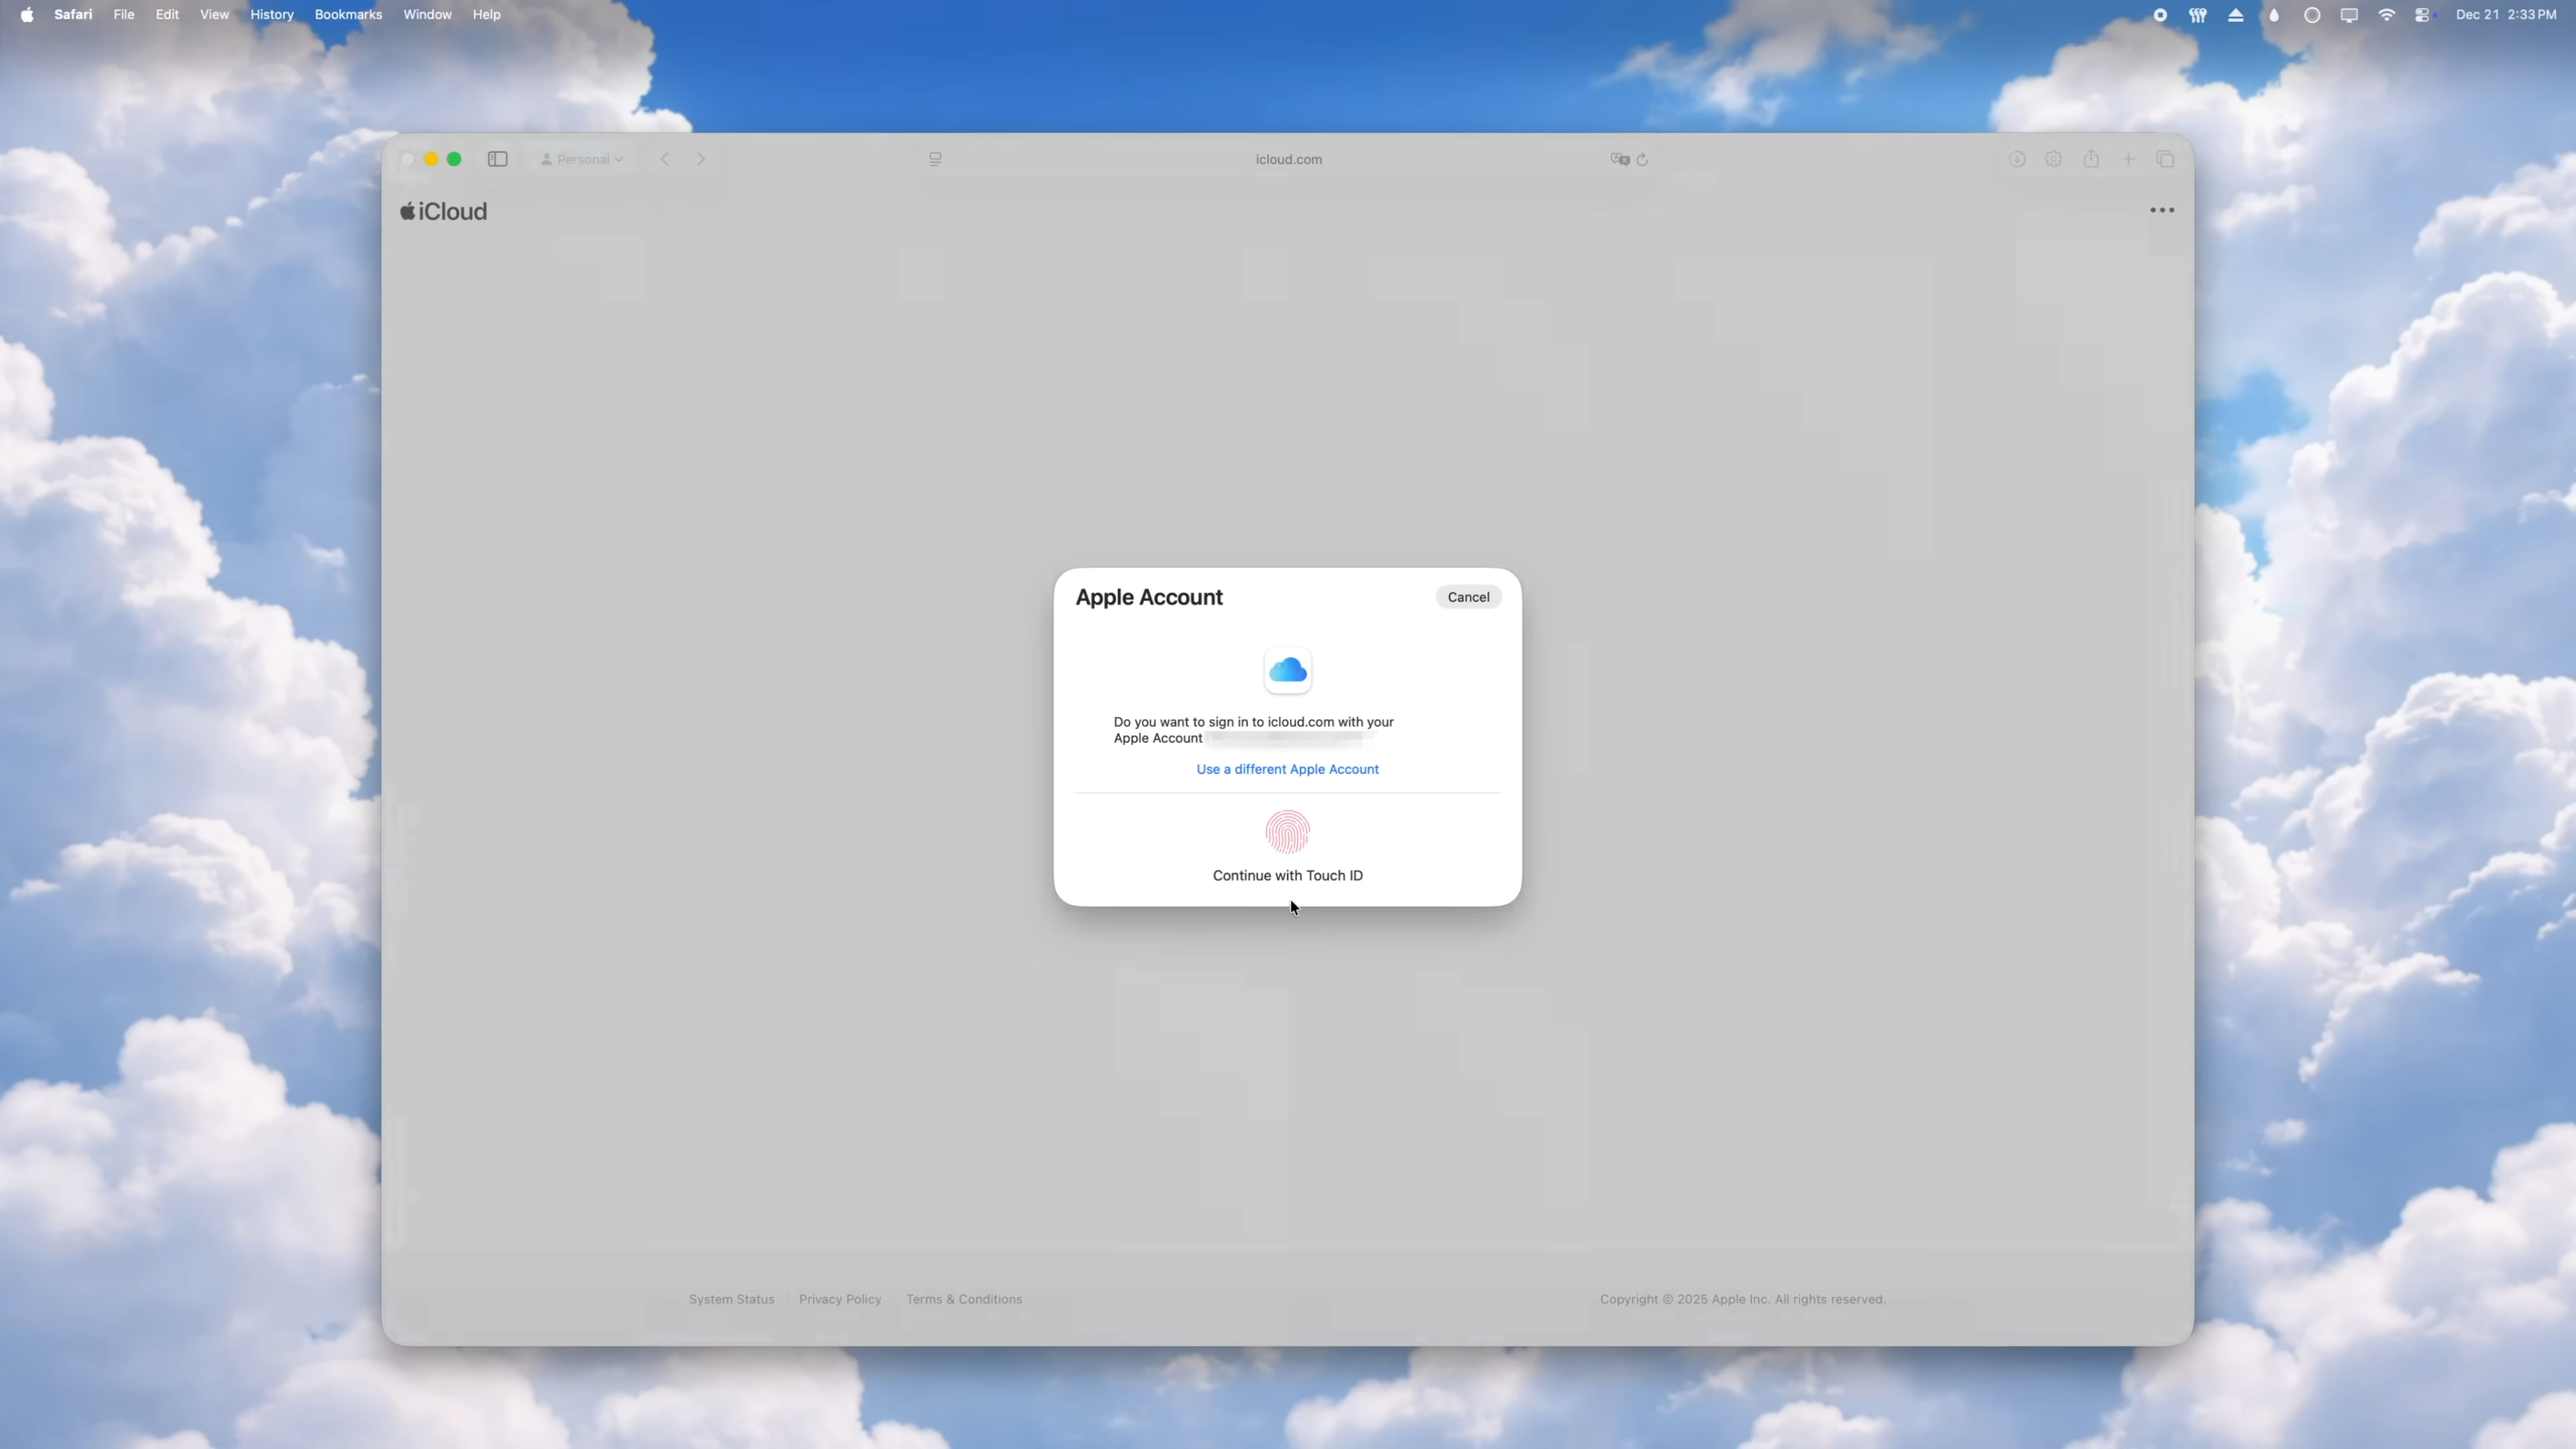 Safari File Edit View History Bookmarks Window Help
Dec 21 2:33 PM
Personal
icloud.com
iCloud
Apple Account
Cancel
Do you want to sign in to icloud.com with your
Apple Account
Use a different Apple Account
Continue with Touch ID
System Status Privacy Policy Terms & Conditions
Copyright © 2025 Apple Inc. All rights reserved.